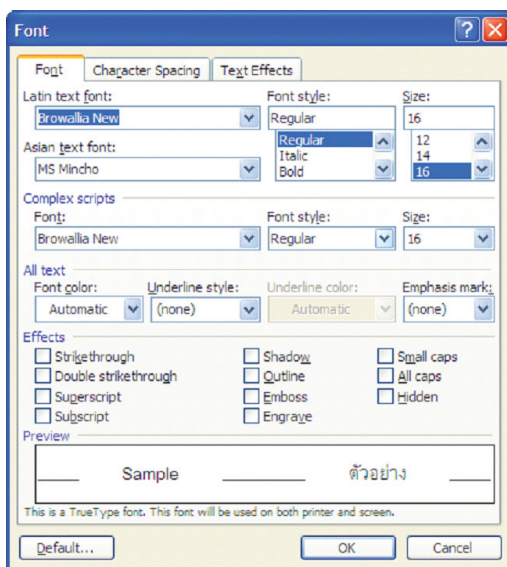 Font
Font Character Spacing Text Effects
Latin text font: Font style: Size:
Browallia New Regular 16
Regular 12
Asian text font: Italic 14
MS Mincho Bold 16
Complex scripts
Font: Font style: Size:
Browallia New Regular 16
All text
Font color: Underline style: Underline color: Emphasis mark:
Automatic (none) Automatic (none)
Effects
Strikethrough Shadow Small caps
Double strikethrough Outline All caps
Superscript Emboss Hidden
Subscript Engrave
Preview
Sample ตัวอย่าง
This is a TrueType font. This font will be used on both printer and screen.
Default... OK Cancel